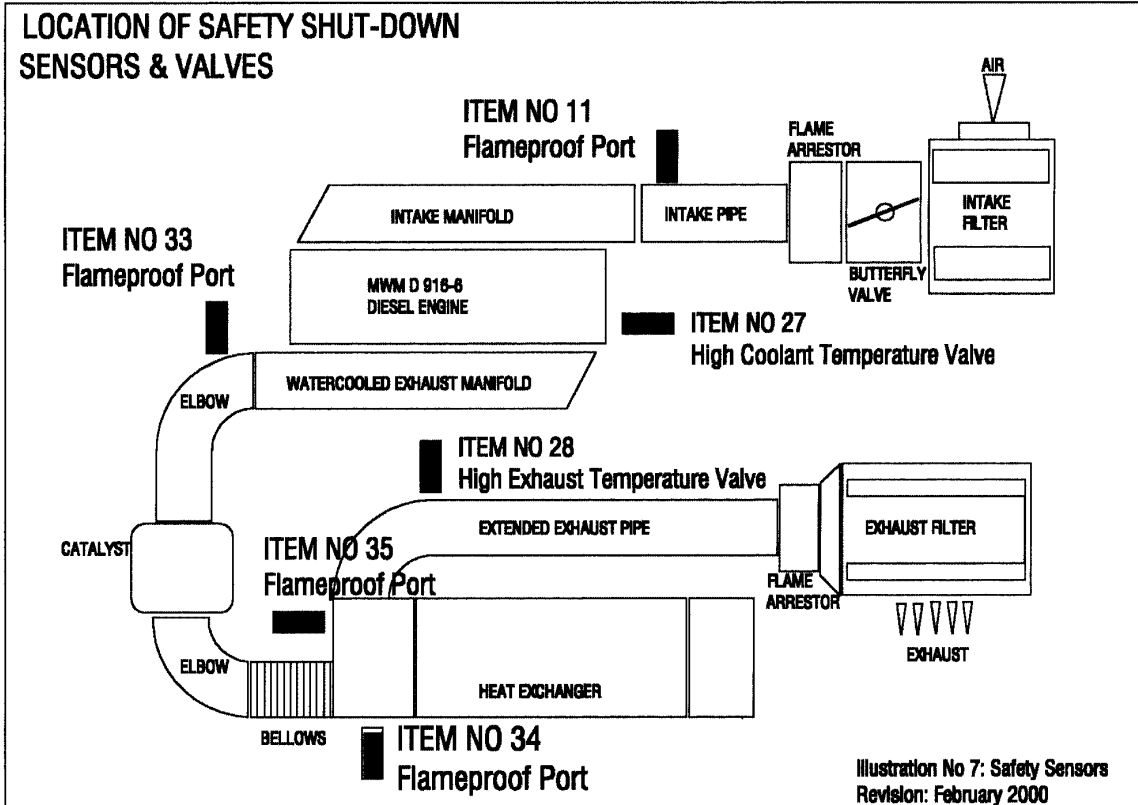 LOCATION OF SAFETY SHUT-DOWN
SENSORS & VALVES
AIR
ITEM NO 11
Flameproof Port
FLAME
ARRESTOR
INTAKE MANIFOLD
INTAKE PIPE
INTAKE
FILTER
BUTTERFLY
VALVE
ITEM NO 33
Flameproof Port
MWM D 916-6
DIESEL ENGINE
ITEM NO 27
High Coolant Temperature Valve
WATERCOOLED EXHAUST MANIFOLD
ELBOW
ITEM NO 28
High Exhaust Temperature Valve
EXTENDED EXHAUST PIPE
EXHAUST FILTER
CATALYST
ITEM NO 35
Flameproof Port
FLAME
ARRESTOR
EXHAUST
ELBOW
HEAT EXCHANGER
BELLOWS
ITEM NO 34
Flameproof Port
Illustration No 7: Safety Sensors
Revision: February 2000